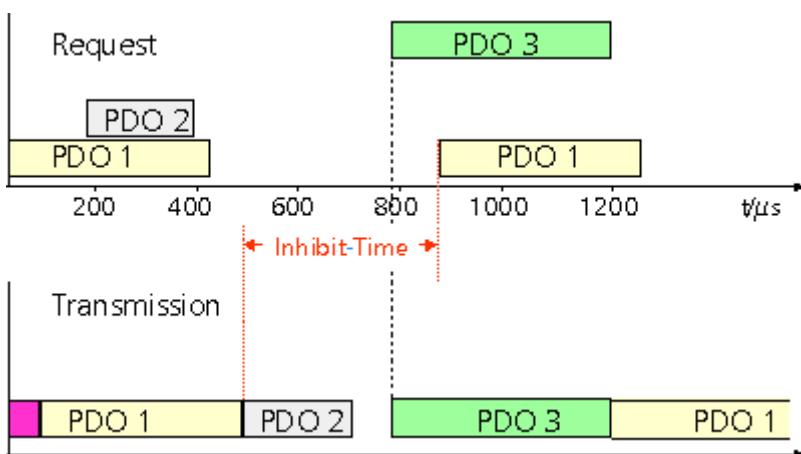 Request
PDO 3
PDO 2
PDO 1
PDO 1
200 400 600 800 1000 1200 t/µs
Inhibit-Time
Transmission
PDO 1
PDO 2
PDO 3
PDO 1